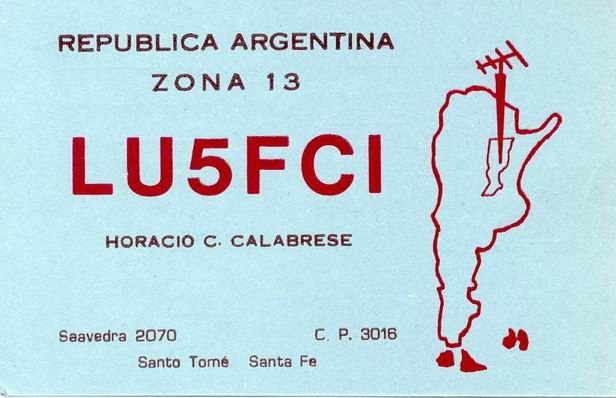 REPUBLICA ARGENTINA
ZONA 13
LU5FCI
HORACIO C. CALABRESE
Saavedra 2070 C. P. 3016
Santo Tomé Santa Fe